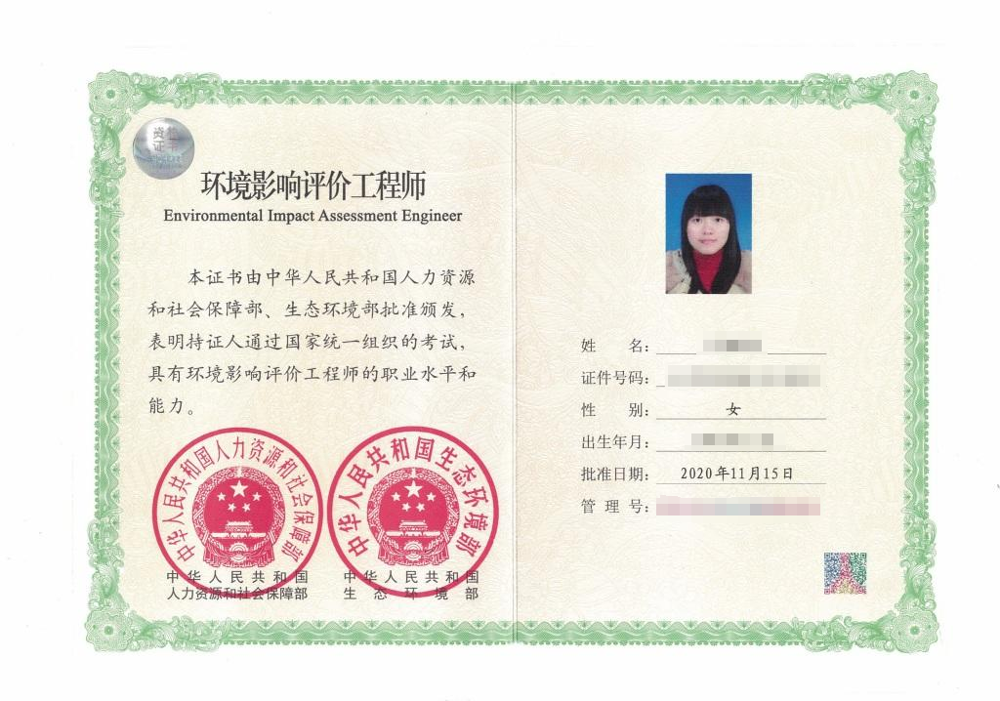 资格
证书
环境影响评价工程师
Environmental Impact Assessment Engineer
本证书由中华人民共和国人力资源
和社会保障部、生态环境部批准颁发，
表明持证人通过国家统一组织的考试，
具有环境影响评价工程师的职业水平和
能力。
中华人民共和国人力资源和社会保障部
中华人民共和国生态环境部
中华人民共和国
人力资源和社会保障部
中华人民共和国
生态环境部
姓名：
证件号码：
性别：女
出生年月：
批准日期：2020年11月15日
管理号：